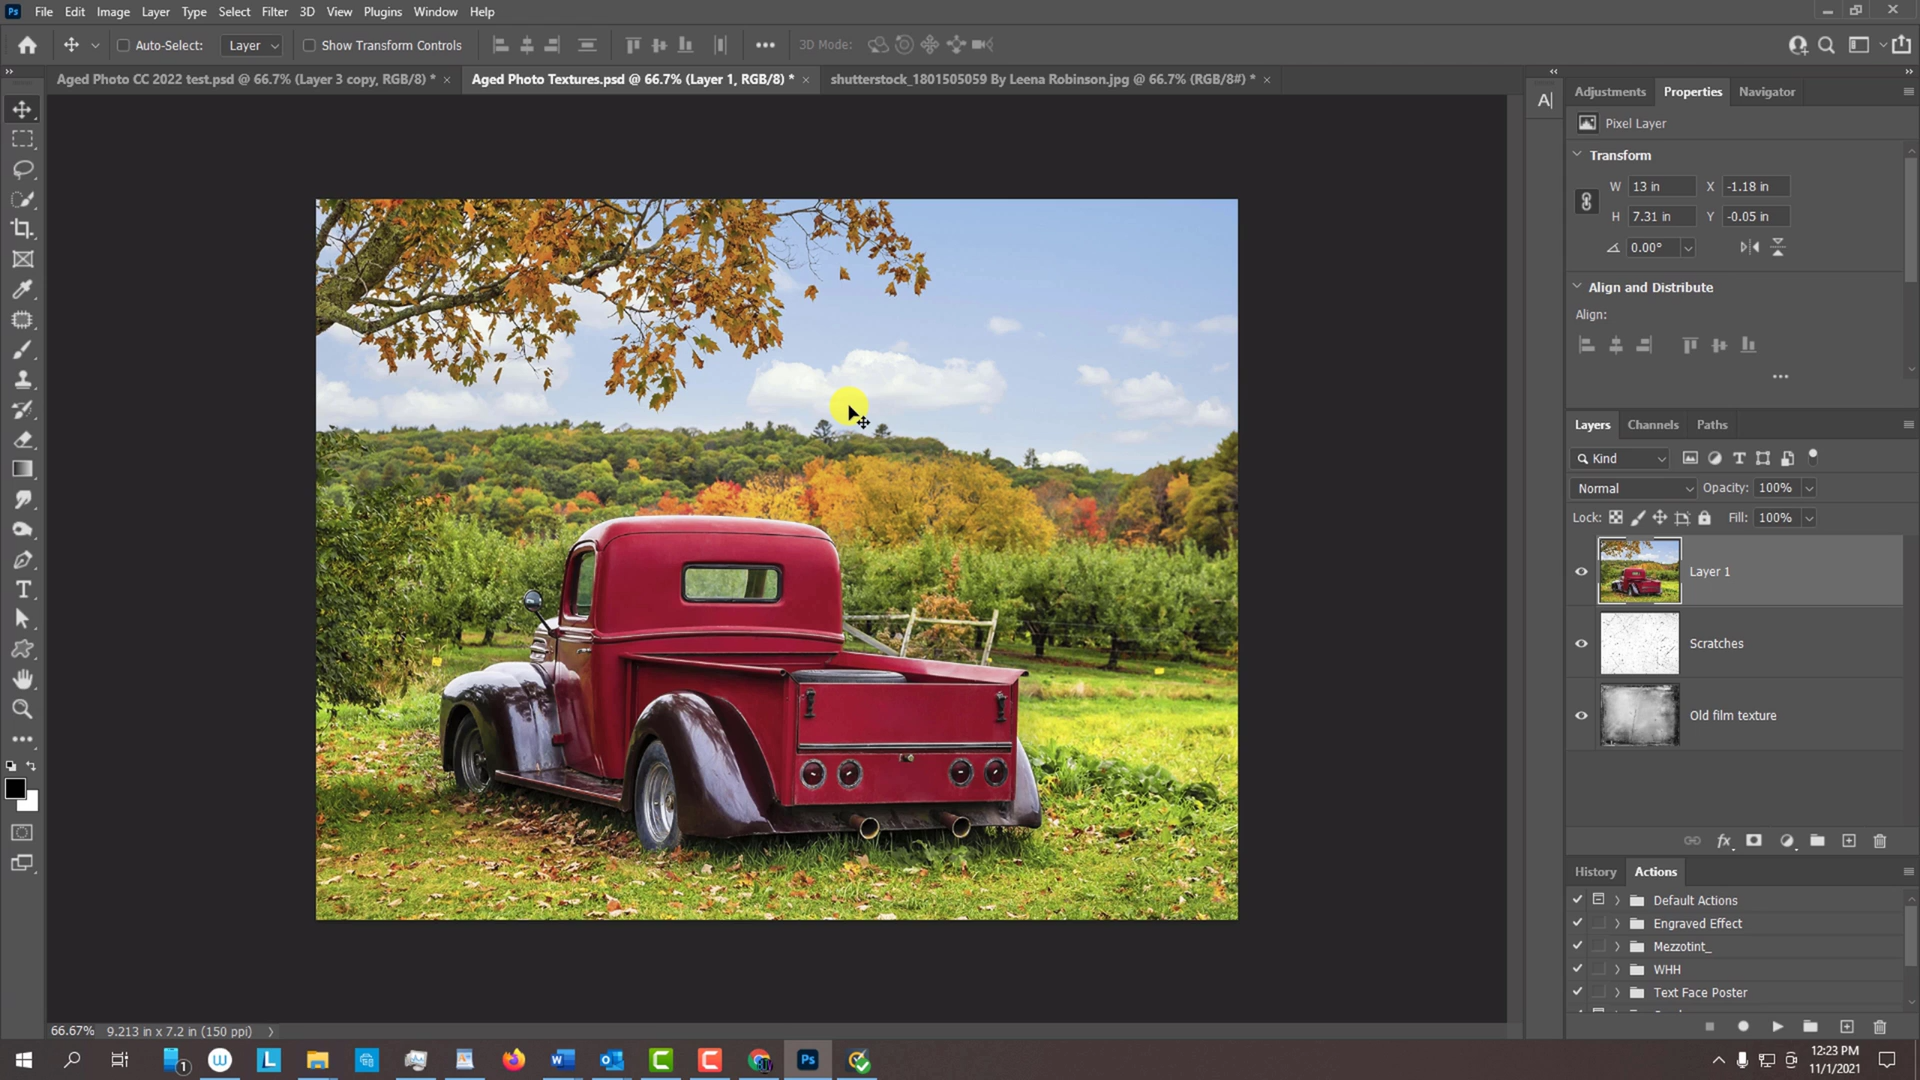 Ps File Edit Image Layer Type Select Filter 3D View Plugins Window Help
Auto-Select: Layer Show Transform Controls 3D Mode:
Aged Photo CC 2022 test.psd @ 66.7% (Layer 3 copy, RGB/8) * × Aged Photo Textures.psd @ 66.7% (Layer 1, RGB/8) * × shutterstock_1801505059 By Leena Robinson.jpg @ 66.7% (RGB/8#) * ×
Adjustments Properties Navigator
Pixel Layer
Transform
W 13 in X -1.18 in
H 7.31 in Y -0.05 in
0.00°
Align and Distribute
Align:
Layers Channels Paths
Kind
Normal Opacity: 100%
Lock: Fill: 100%
Layer 1
Scratches
Old film texture
History Actions
Default Actions
Engraved Effect
Mezzotint_
WHH
Text Face Poster
66.67% 9.213 in x 7.2 in (150 ppi)
12:23 PM
11/1/2021